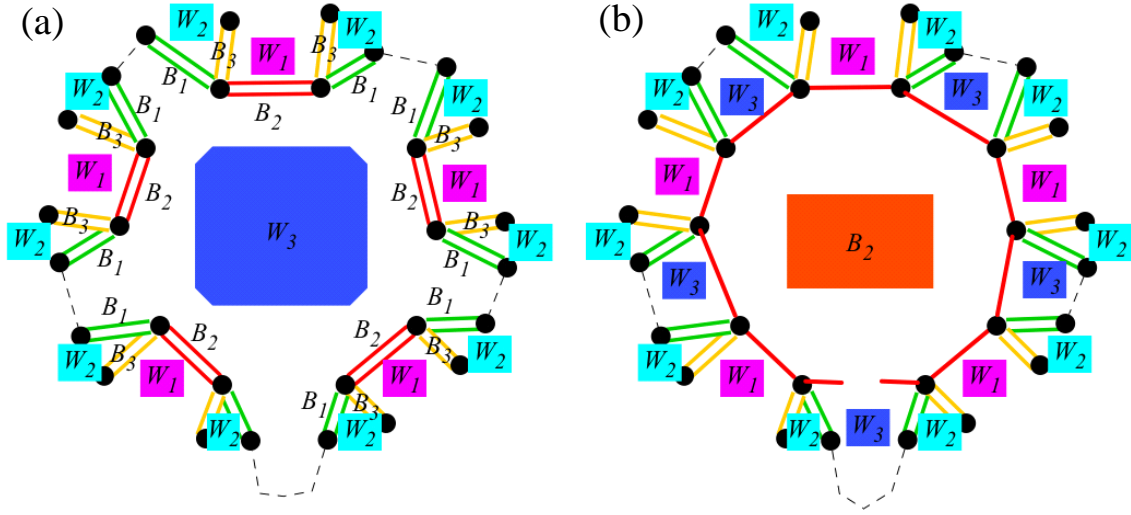 (a)
(b)
W2 W1 W2
B3 B3
B1 B2 B1
W2 B1 B1 W2
B3 B3
W1 B2 B2 W1
W3
B3 B3
W2 B1 B1 W2
B1 B2 B2 B1
W2 B3 W1 W1 B3 W2
B1 B3
W2 W2
W2 W1 W2
W2 W3 W3 W2
W1 W1
B2
W2 W2
W3 W3
W2 W1 W1 W2
W2 W3 W2